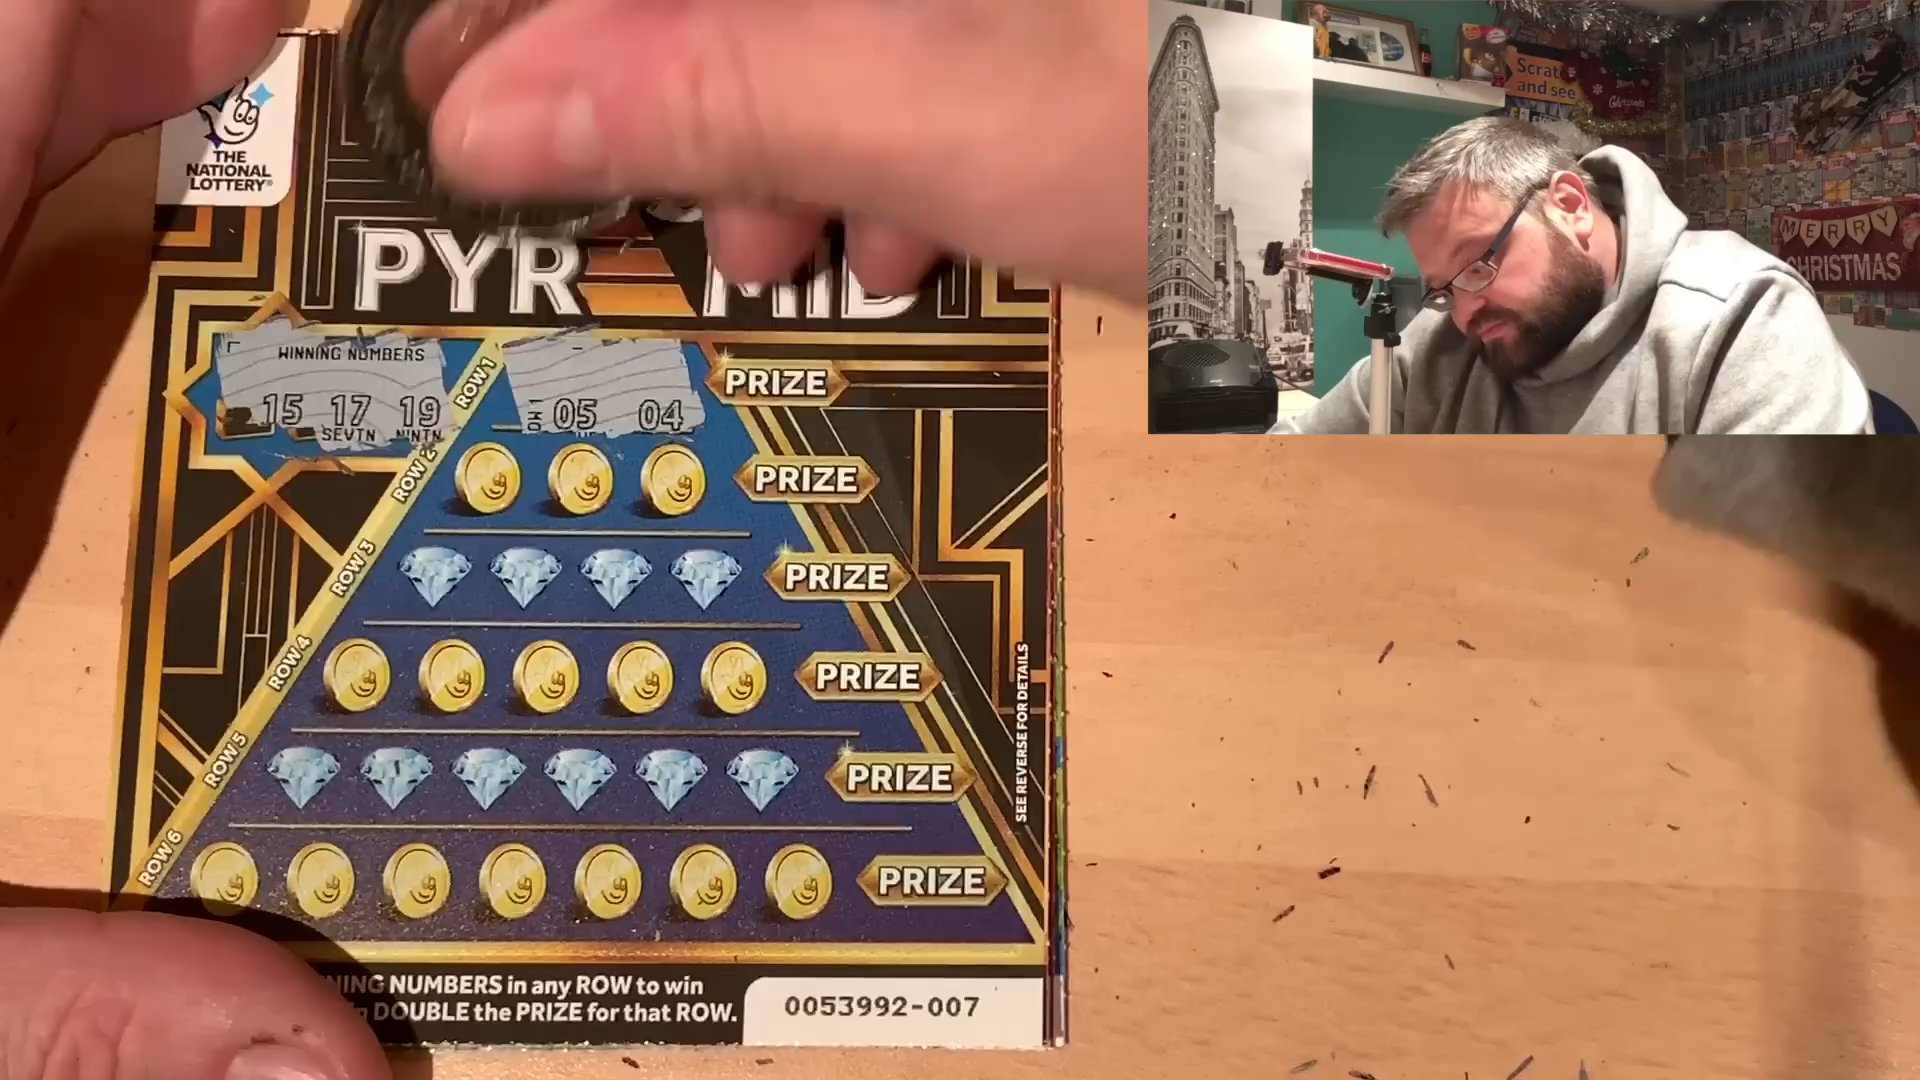 THE
NATIONAL
LOTTERY®
PYR MID
WINNING NUMBERS
15 17 19
SEVTN NINTN
ROW 1
05 04
PRIZE
ROW 2
PRIZE
ROW 3
PRIZE
ROW 4
PRIZE
ROW 5
PRIZE
ROW 6
PRIZE
SEE REVERSE FOR DETAILS
NING NUMBERS in any ROW to win
DOUBLE the PRIZE for that ROW.
0053992-007
Scrat
and see
MERRY
CHRISTMAS